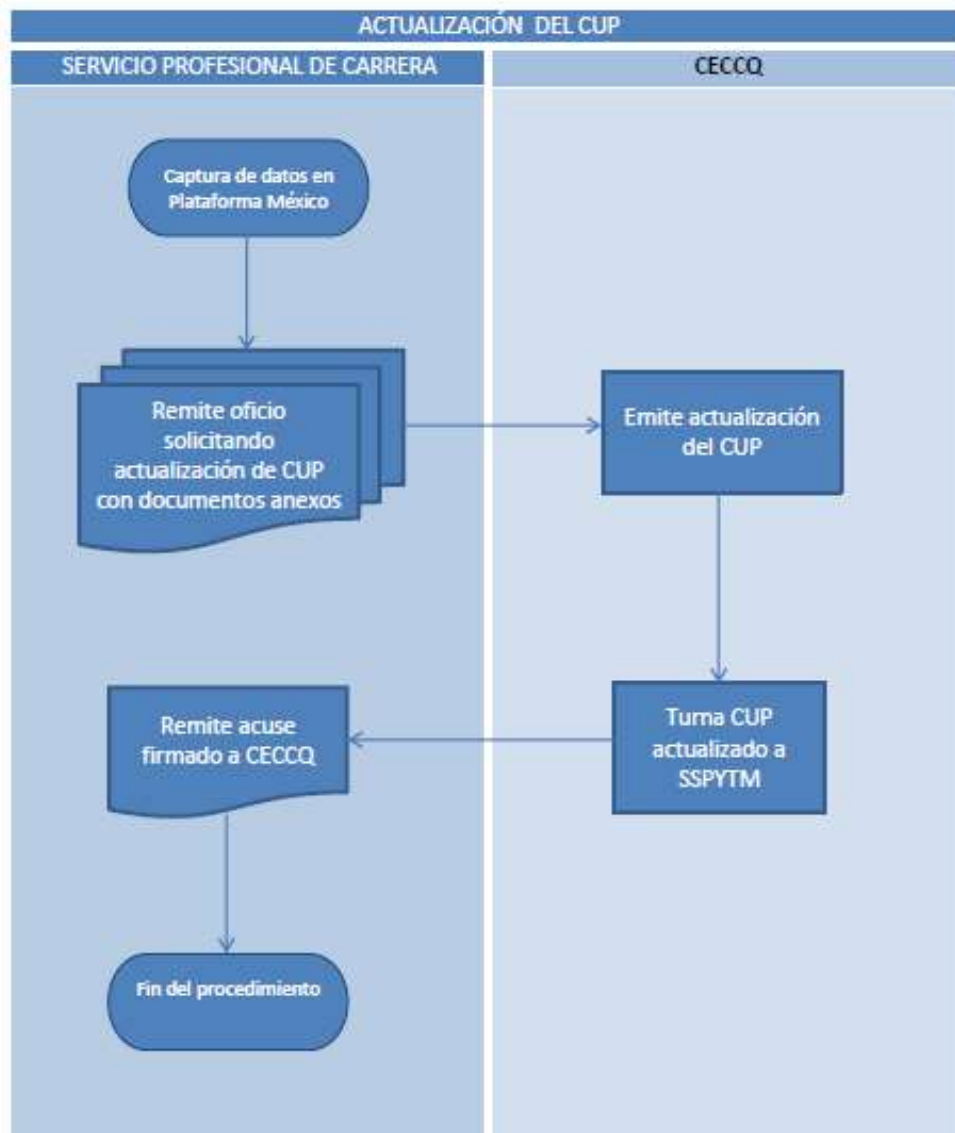 ACTUALIZACIÓN DEL CUP
SERVICIO PROFESIONAL DE CARRERA
CECCQ
Captura de datos en
Plataforma México
Remite oficio
solicitando
actualización de CUP
con documentos anexos
Emite actualización
del CUP
Turna CUP
actualizado a
SSPYTM
Remite acuse
firmado a CECCQ
Fin del procedimiento